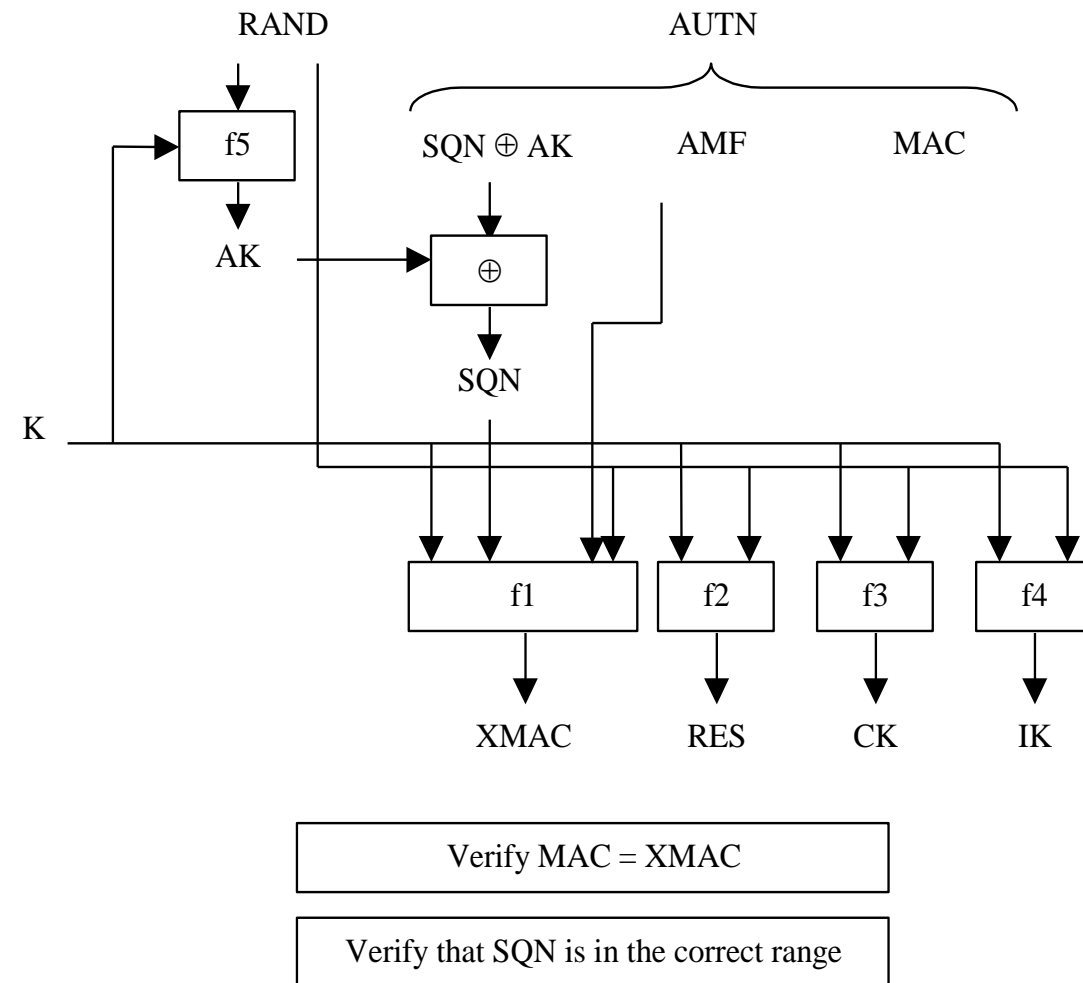 RAND AUTN
f5 SQN ⊕ AK AMF MAC
AK ⊕
SQN
K
f1 f2 f3 f4
XMAC RES CK IK
Verify MAC = XMAC
Verify that SQN is in the correct range